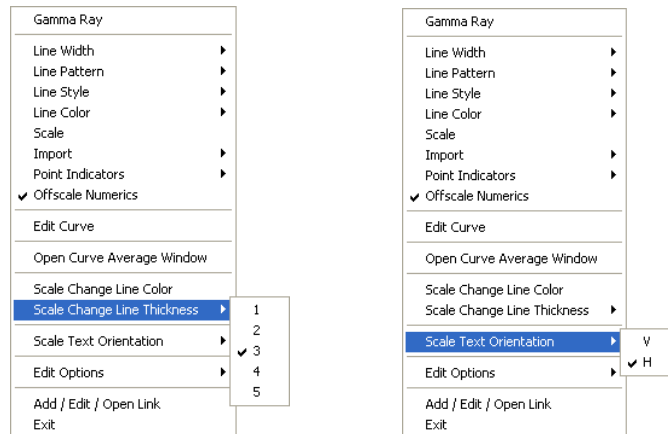 Gamma Ray
Line Width
Line Pattern
Line Style
Line Color
Scale
Import
Point Indicators
Offscale Numerics
Edit Curve
Open Curve Average Window
Scale Change Line Color
Scale Change Line Thickness
1
2
3
4
5
Scale Text Orientation
Edit Options
Add / Edit / Open Link
Exit
Gamma Ray
Line Width
Line Pattern
Line Style
Line Color
Scale
Import
Point Indicators
Offscale Numerics
Edit Curve
Open Curve Average Window
Scale Change Line Color
Scale Change Line Thickness
Scale Text Orientation
V
H
Edit Options
Add / Edit / Open Link
Exit